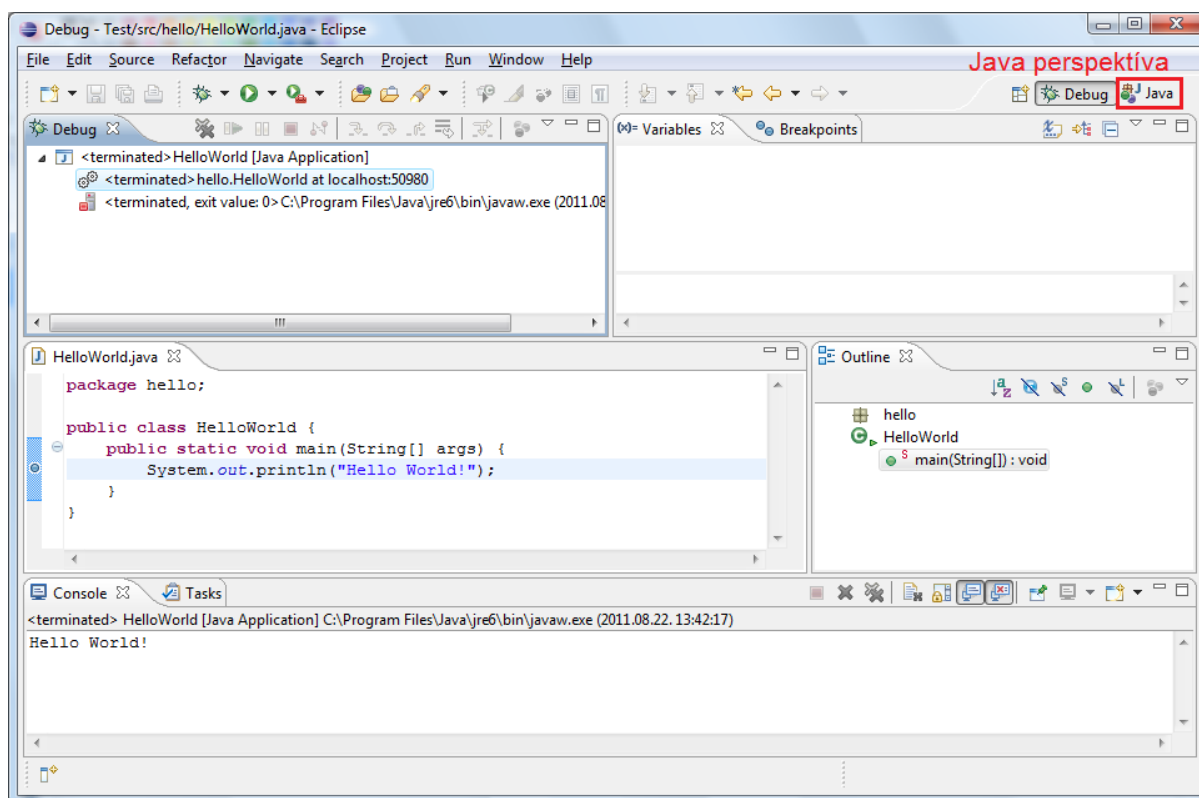 Debug - Test/src/hello/HelloWorld.java - Eclipse
File Edit Source Refactor Navigate Search Project Run Window Help
Java perspektíva
Debug Java
Debug
<terminated>HelloWorld [Java Application]
<terminated>hello.HelloWorld at localhost:50980
<terminated, exit value: 0>C:\Program Files\Java\jre6\bin\javaw.exe (2011.08
(x)= Variables Breakpoints
HelloWorld.java
package hello;
public class HelloWorld {
public static void main(String[] args) {
System.out.println("Hello World!");
}
}
Outline
hello
HelloWorld
main(String[]) : void
Console Tasks
<terminated> HelloWorld [Java Application] C:\Program Files\Java\jre6\bin\javaw.exe (2011.08.22. 13:42:17)
Hello World!